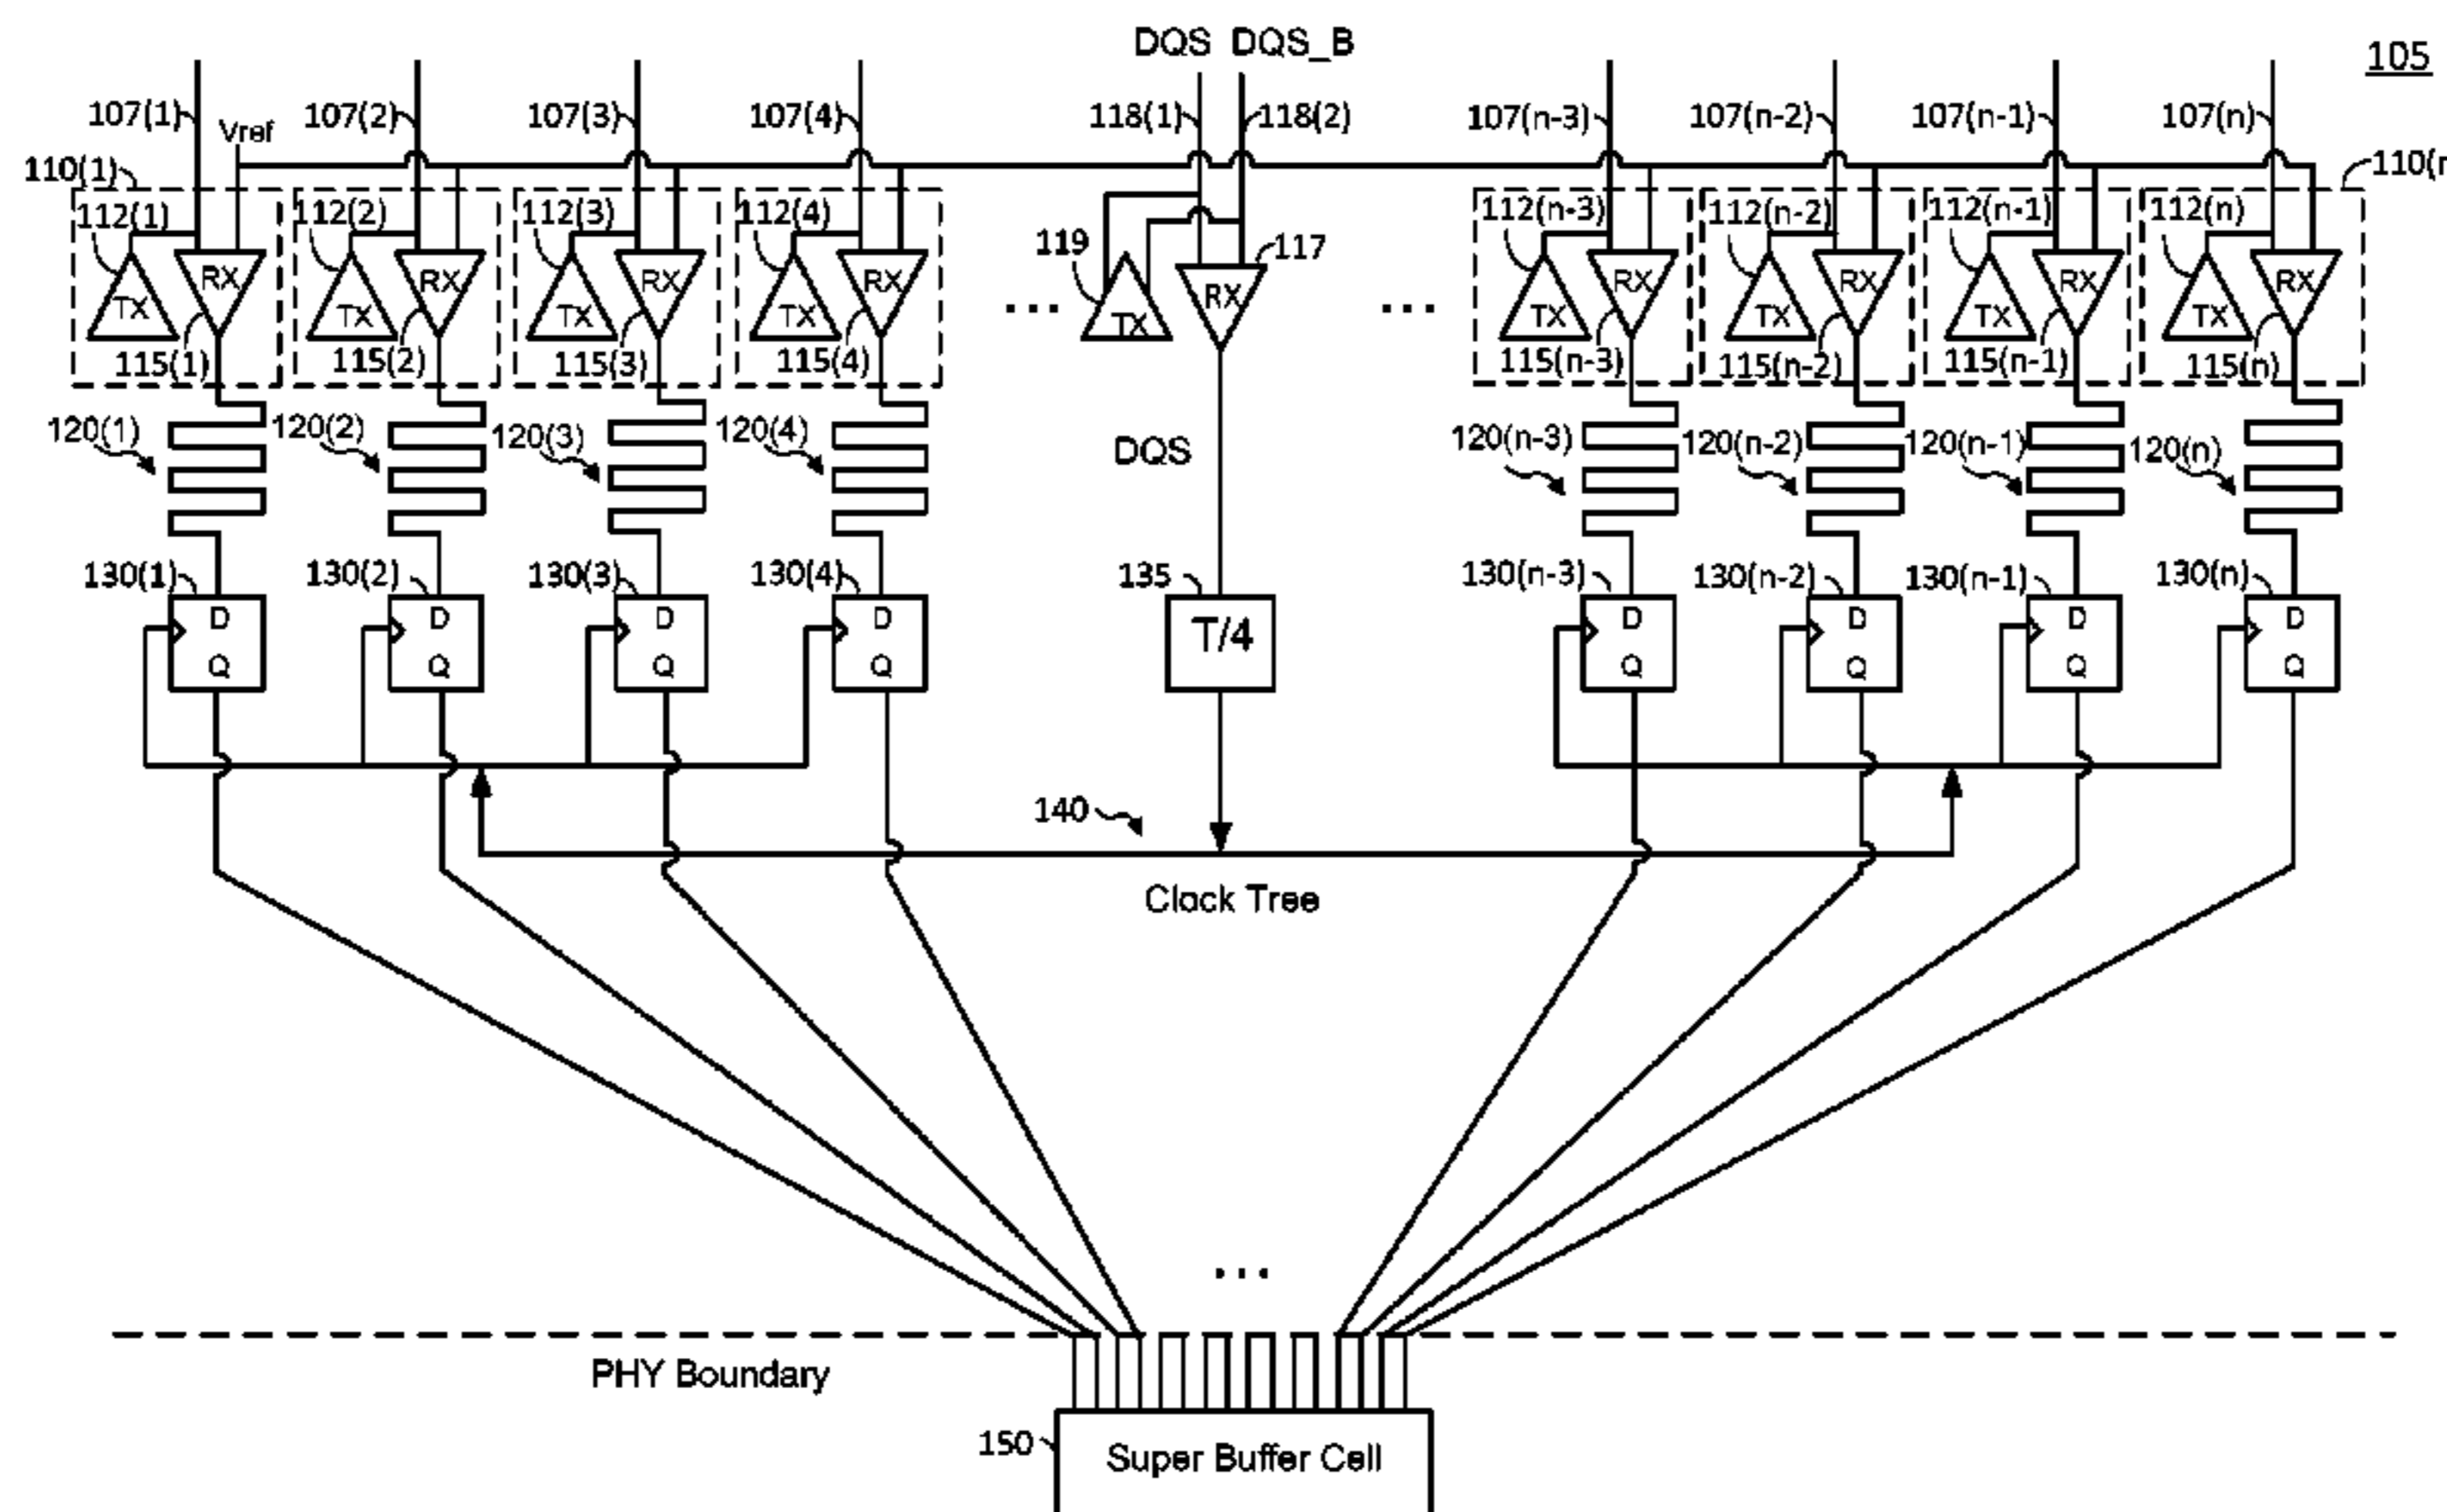 DQS DQS_B
105
107(1) Vref 107(2) 107(3) 107(4) 118(1) 118(2) 107(n-3) 107(n-2) 107(n-1) 107(n)
110(1) 110(n
112(1) 112(2) 112(3) 112(4) 119 117 112(n-3) 112(n-2) 112(n-1) 112(n)
TX RX TX RX TX RX TX RX ... TX RX ... TX RX TX RX TX RX TX RX
115(1) 115(2) 115(3) 115(4) 115(n-3) 115(n-2) 115(n-1) 115(n)
120(1) 120(2) 120(3) 120(4) DQS 120(n-3) 120(n-2) 120(n-1) 120(n)
130(1) 130(2) 130(3) 130(4) 135 130(n-3) 130(n-2) 130(n-1) 130(n)
D D D D T/4 D D D D
Q Q Q Q Q Q Q Q
140
Clock Tree
...
PHY Boundary
150 Super Buffer Cell